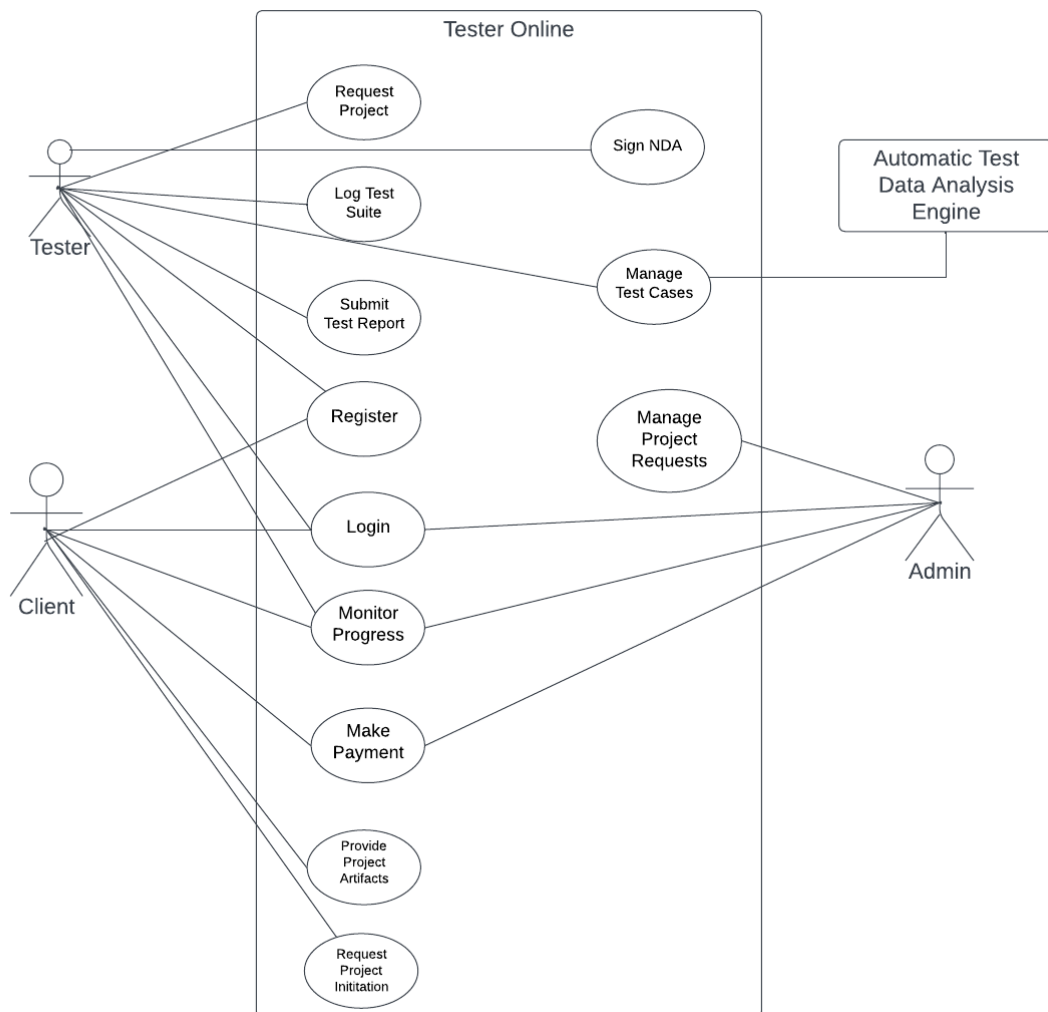 Tester Online
Request
Project
Sign NDA
Automatic Test
Data Analysis
Engine
Log Test
Suite
Tester
Manage
Test Cases
Submit
Test Report
Register
Manage
Project
Requests
Login
Admin
Client
Monitor
Progress
Make
Payment
Provide
Project
Artifacts
Request
Project
Inititation